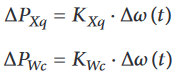 ΔP_{Xq} = K_{Xq} · Δω (t)
ΔP_{Wc} = K_{Wc} · Δω (t)